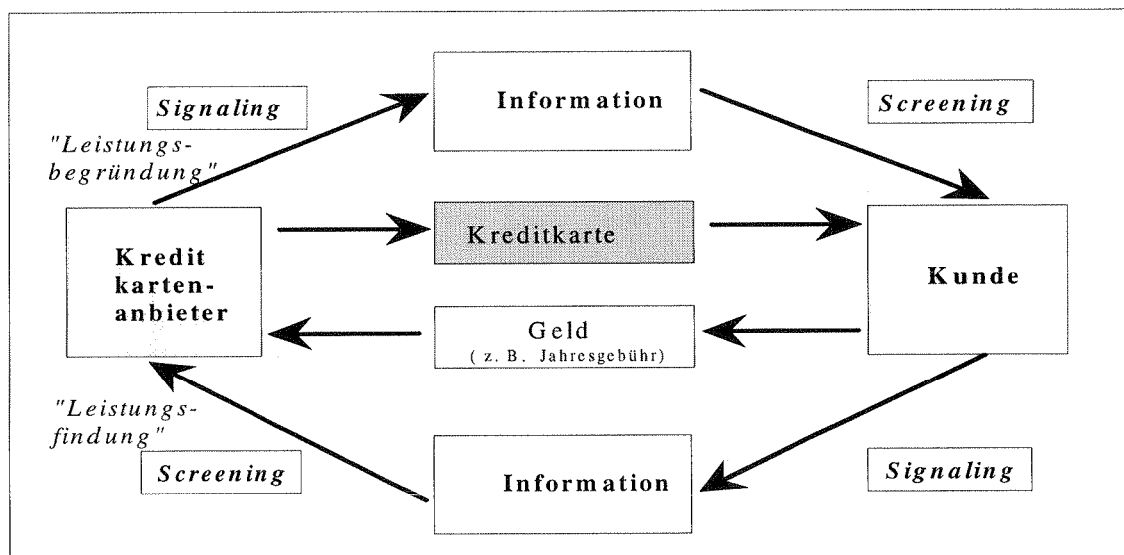 Information
Signaling
Screening
"Leistungs-
begründung"
Kreditkarte
Kredit
karten-
anbieter
Kunde
Geld
( z. B. Jahresgebühr)
"Leistungs-
findung"
Screening
Information
Signaling